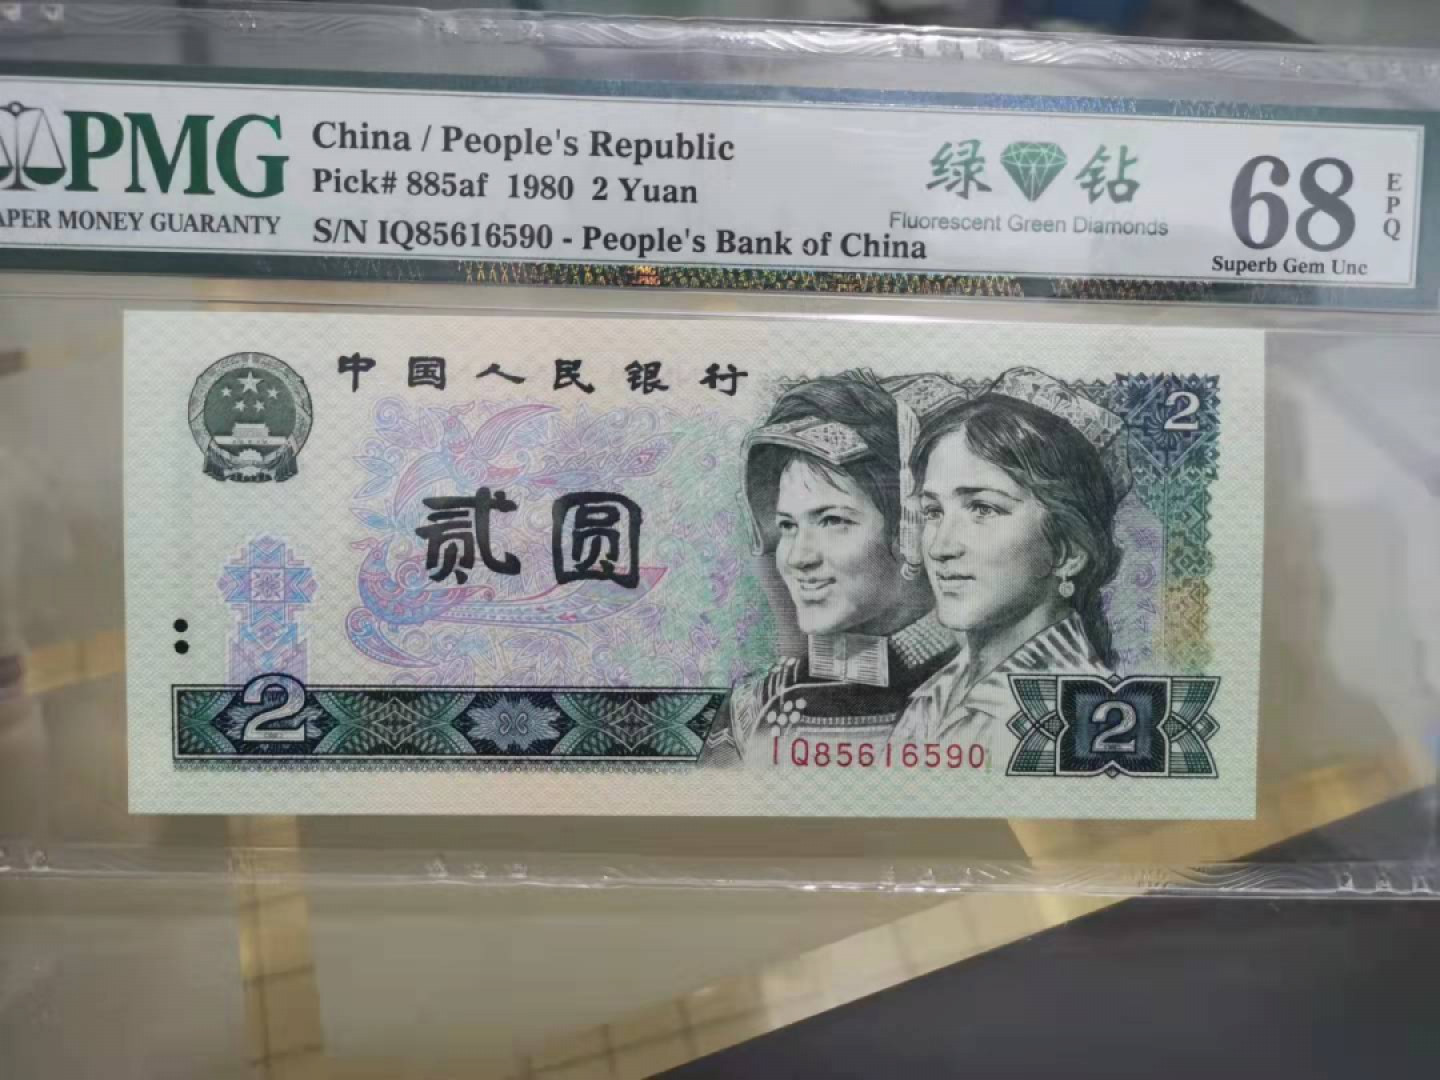 PMG
APER MONEY GUARANTY
China / People's Republic
Pick# 885af 1980 2 Yuan
S/N IQ85616590 - People's Bank of China
绿 钻
Fluorescent Green Diamonds
68
EPQ
Superb Gem Unc
中国人民银行
2
贰圆
2
2
IQ85616590